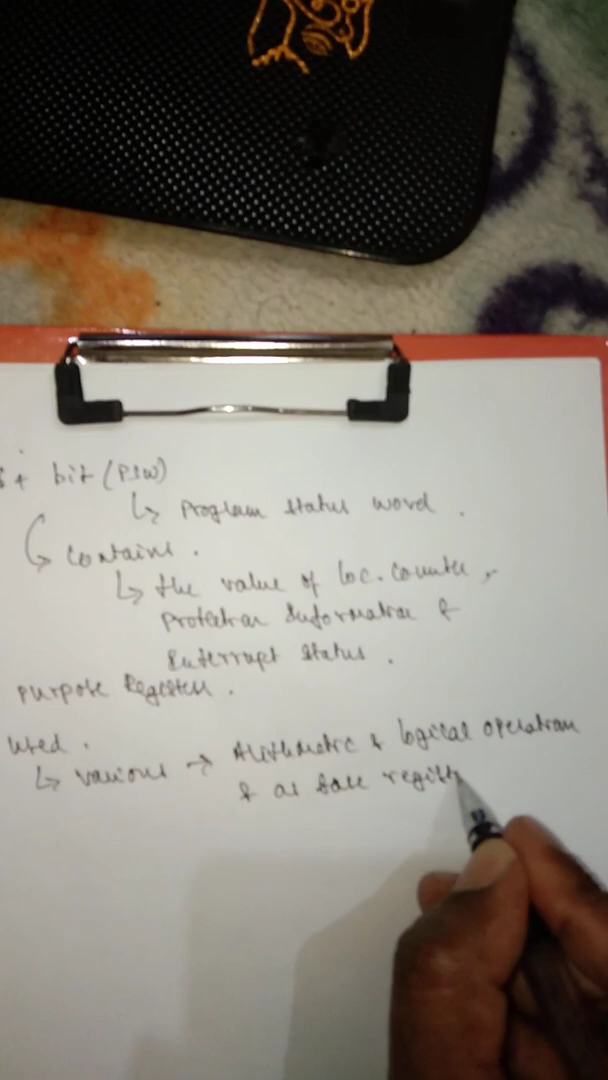 bit (PSW)
↳ Program status word .
↳ Contains .
↳ the value of loc. counter ,
Protection Information &
Interrupt status .
purpose Registers .
Used .
↳ various → Arithmetic & logical operation
& as base regist